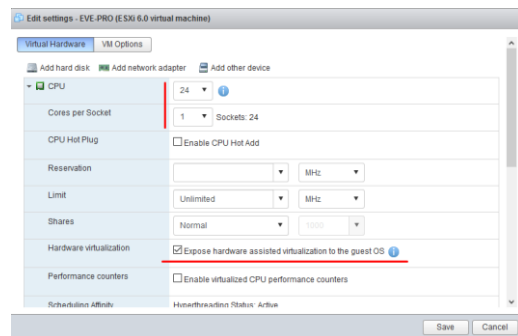 Edit settings - EVE-PRO (ESXi 6.0 virtual machine)
Virtual Hardware VM Options
Add hard disk Add network adapter Add other device
CPU 24
Cores per Socket 1 Sockets: 24
CPU Hot Plug Enable CPU Hot Add
Reservation MHz
Limit Unlimited MHz
Shares Normal 1000
Hardware virtualization Expose hardware assisted virtualization to the guest OS
Performance counters Enable virtualized CPU performance counters
Scheduling Affinity Hyperthreading Status: Active
Save Cancel